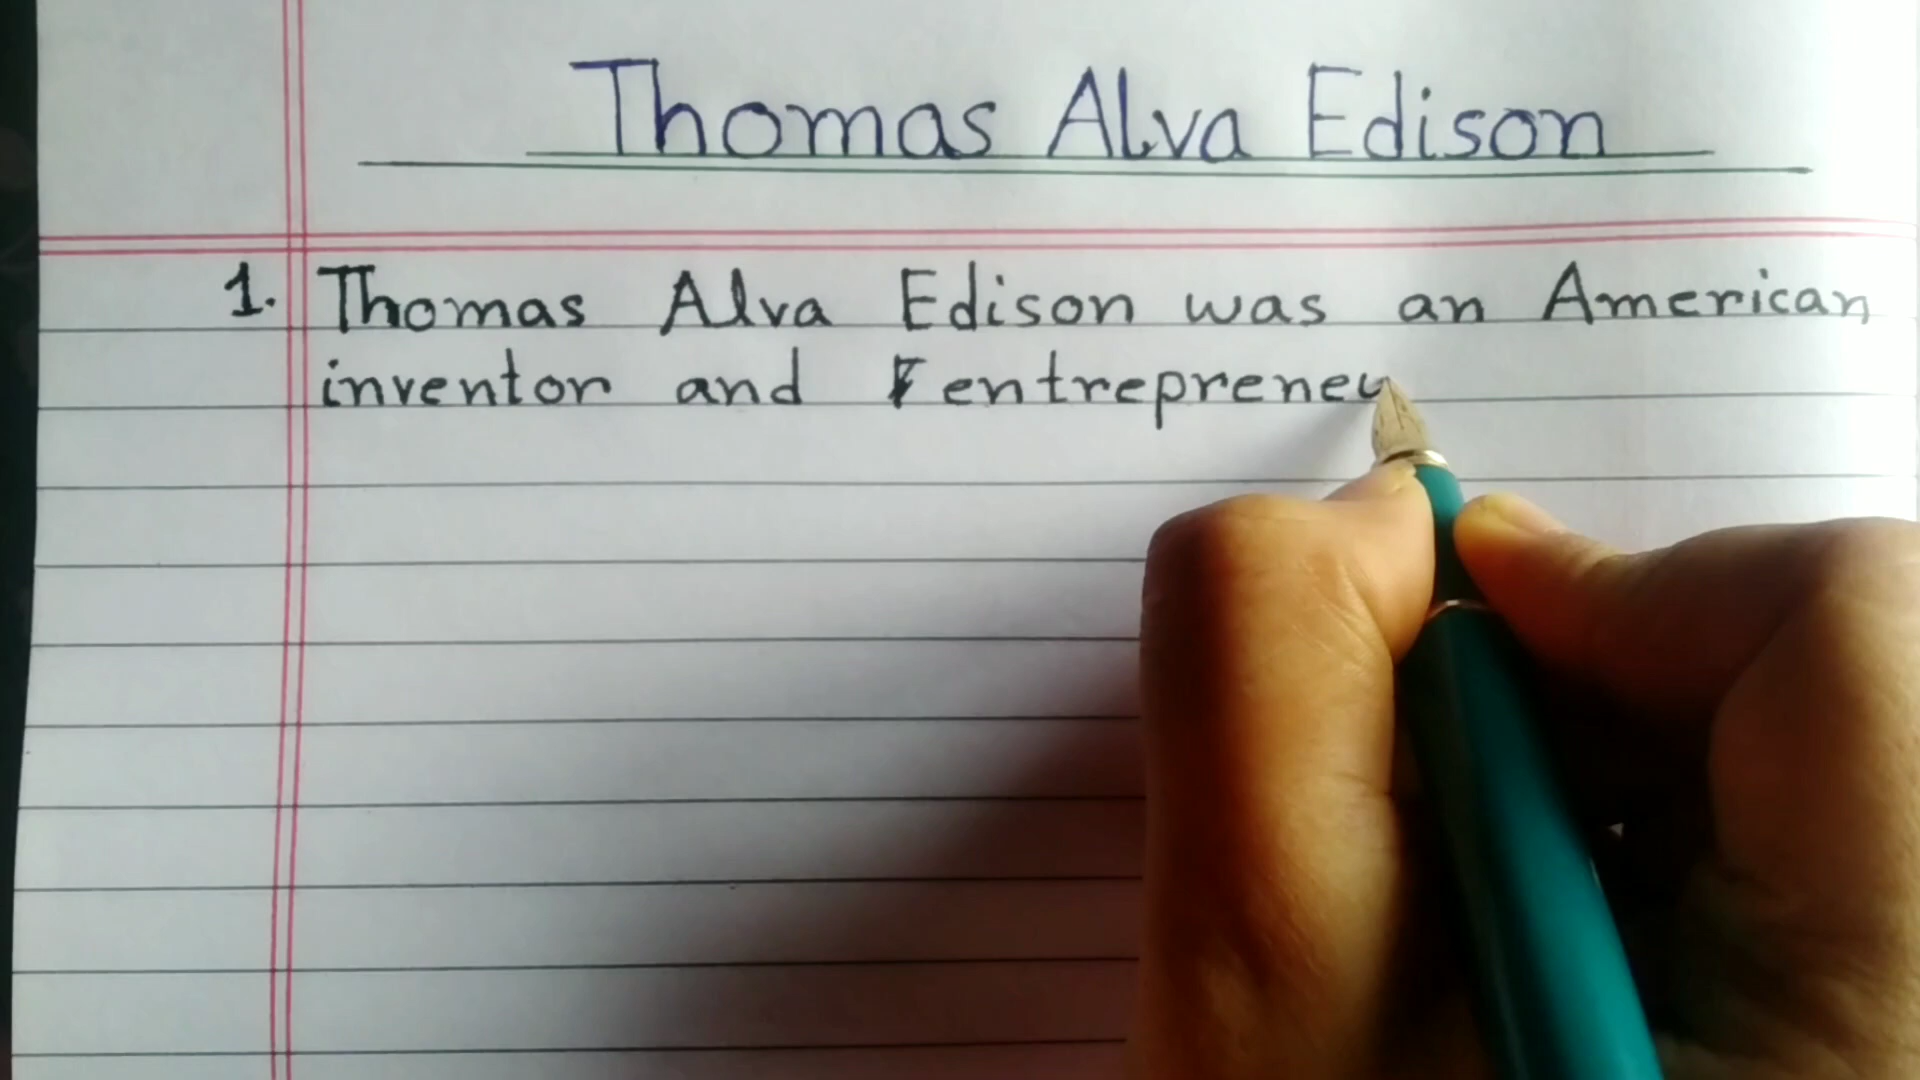 Thomas Alva Edison
1. Thomas Alva Edison was an American
inventor and entrepreneu